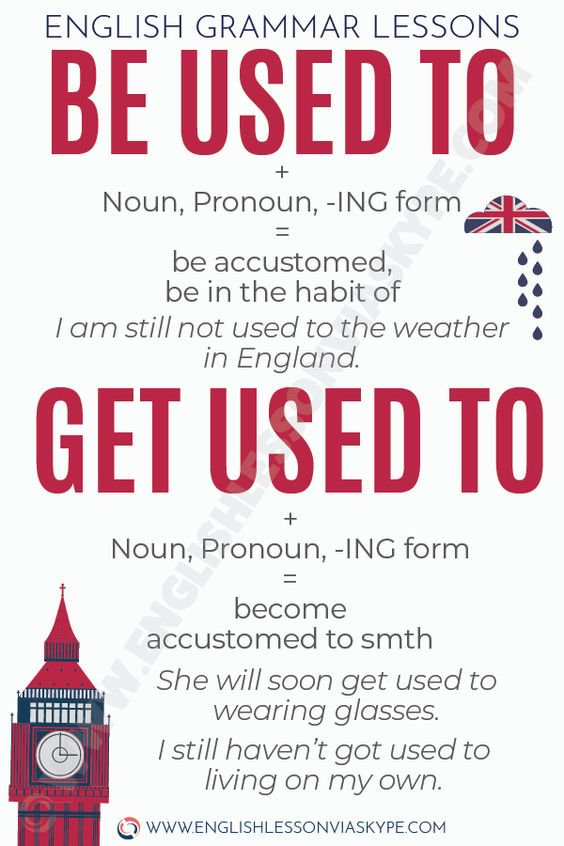 ENGLISH GRAMMAR LESSONS
BE USED TO
+
Noun, Pronoun, -ING form
=
be accustomed,
be in the habit of
I am still not used to the weather
in England.
GET USED TO
+
Noun, Pronoun, -ING form
=
become
accustomed to smth
She will soon get used to
wearing glasses.
I still haven't got used to
living on my own.
WWW.ENGLISHLESSONVIASKYPE.COM
© WWW.ENGLISHLESSONVIASKYPE.COM